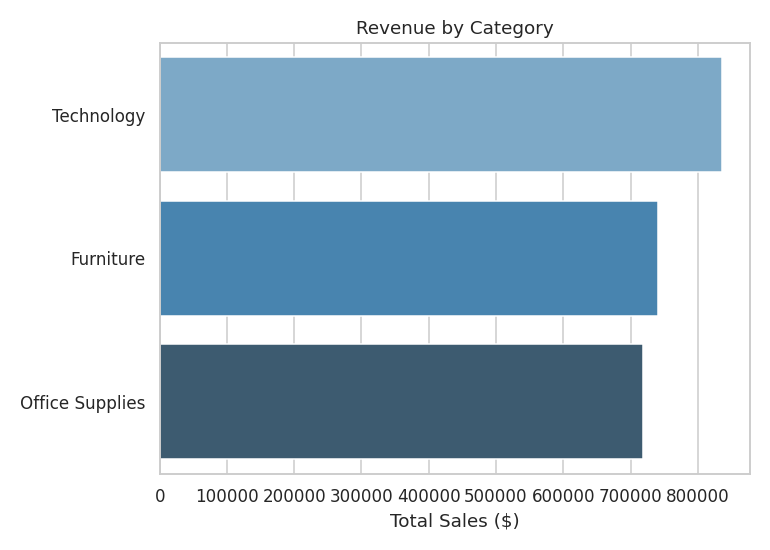 Revenue by Category
Technology
Furniture
Office Supplies
0 100000 200000 300000 400000 500000 600000 700000 800000
Total Sales ($)